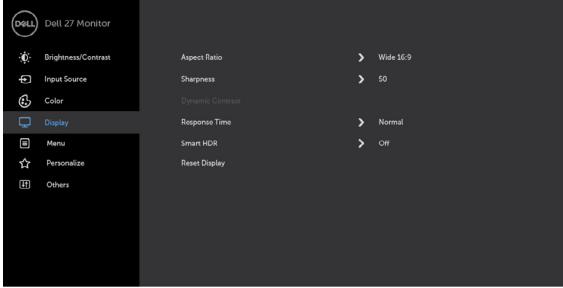 DELL Dell 27 Monitor
Brightness/Contrast
Input Source
Color
Display
Menu
Personalize
Others
Aspect Ratio Wide 16:9
Sharpness 50
Dynamic Contrast
Response Time Normal
Smart HDR Off
Reset Display